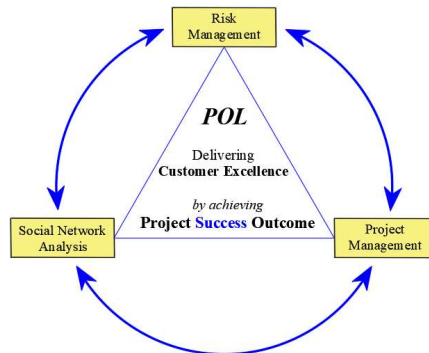 Risk
Management
POL
Delivering
Customer Excellence
by achieving
Project Success Outcome
Social Network
Analysis
Project
Management